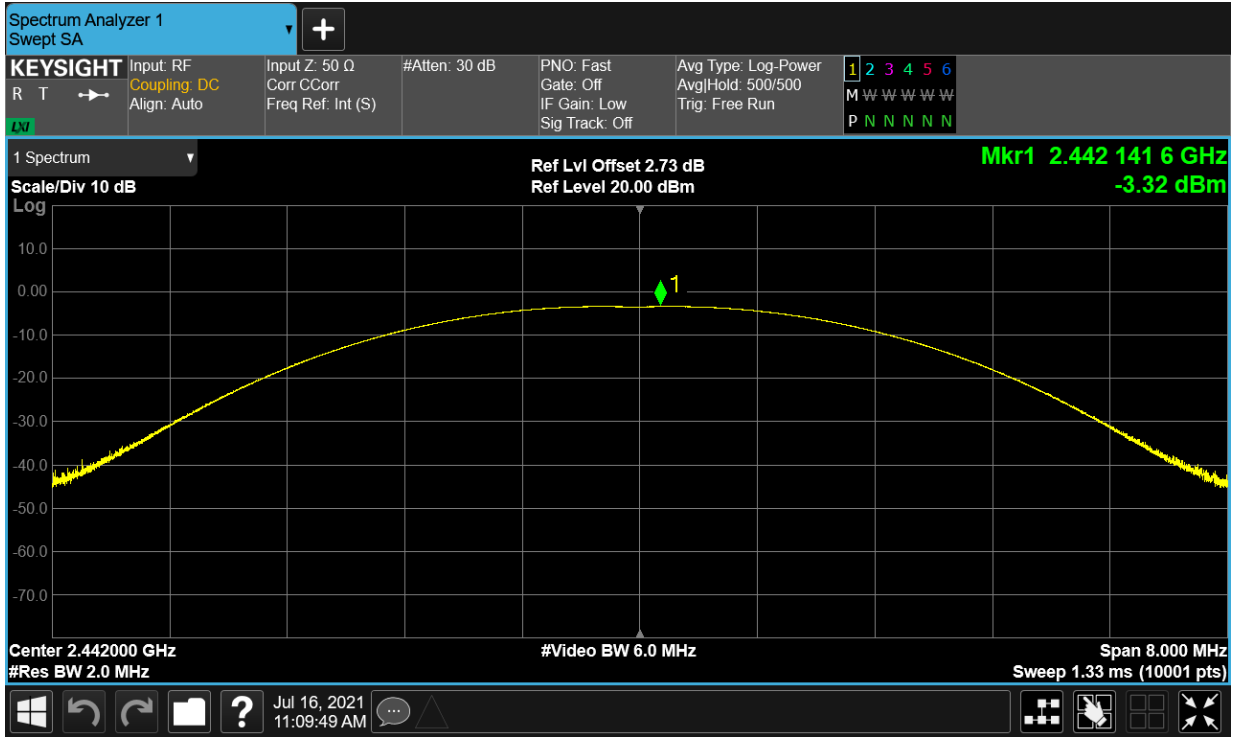 Spectrum Analyzer 1
Swept SA
KEYSIGHT
R T
LXI
Input: RF
Coupling: DC
Align: Auto
Input Z: 50 Ω
Corr CCorr
Freq Ref: Int (S)
#Atten: 30 dB
PNO: Fast
Gate: Off
IF Gain: Low
Sig Track: Off
Avg Type: Log-Power
Avg|Hold: 500/500
Trig: Free Run
1 2 3 4 5 6
M W W W W W
P N N N N N
1 Spectrum
Scale/Div 10 dB
Log
Ref Lvl Offset 2.73 dB
Ref Level 20.00 dBm
Mkr1 2.442 141 6 GHz
-3.32 dBm
10.0
0.00
-10.0
-20.0
-30.0
-40.0
-50.0
-60.0
-70.0
1
Center 2.442000 GHz
#Video BW 6.0 MHz
Span 8.000 MHz
#Res BW 2.0 MHz
Sweep 1.33 ms (10001 pts)
?
Jul 16, 2021
11:09:49 AM